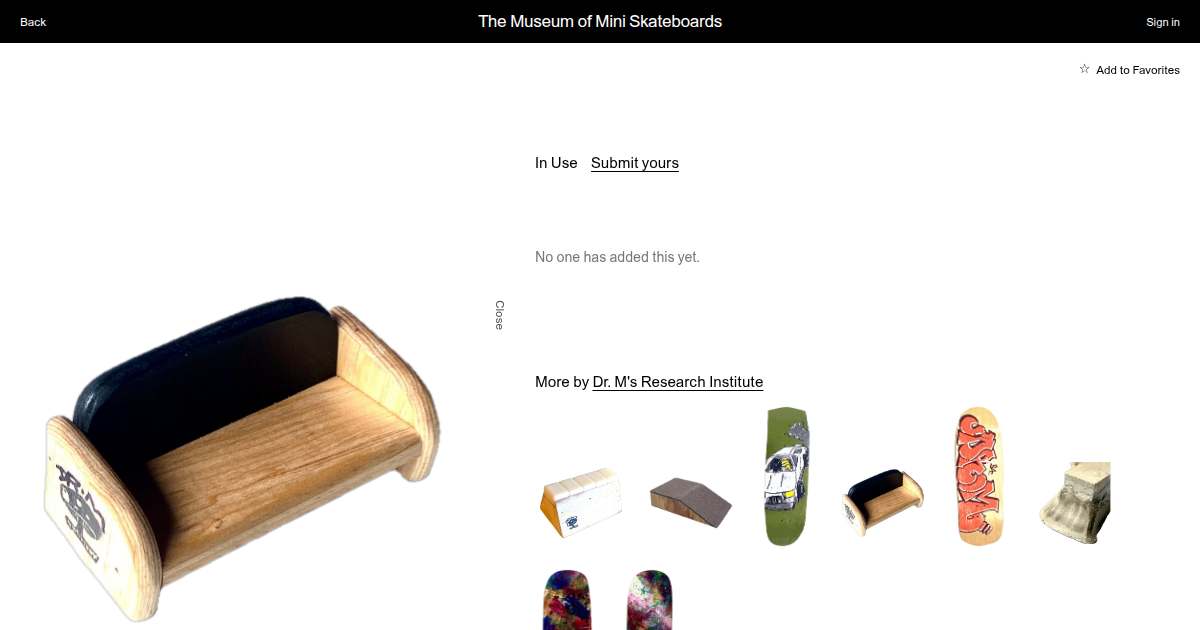 Back
The Museum of Mini Skateboards
Sign in
☆ Add to Favorites
In Use Submit yours
No one has added this yet.
Close
More by Dr. M's Research Institute